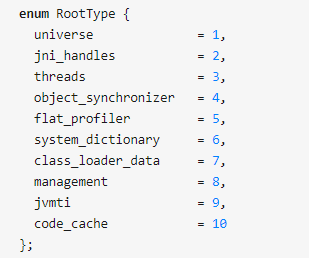 enum RootType {
  universe              = 1,
  jni_handles           = 2,
  threads               = 3,
  object_synchronizer   = 4,
  flat_profiler         = 5,
  system_dictionary     = 6,
  class_loader_data     = 7,
  management            = 8,
  jvmti                 = 9,
  code_cache            = 10
};